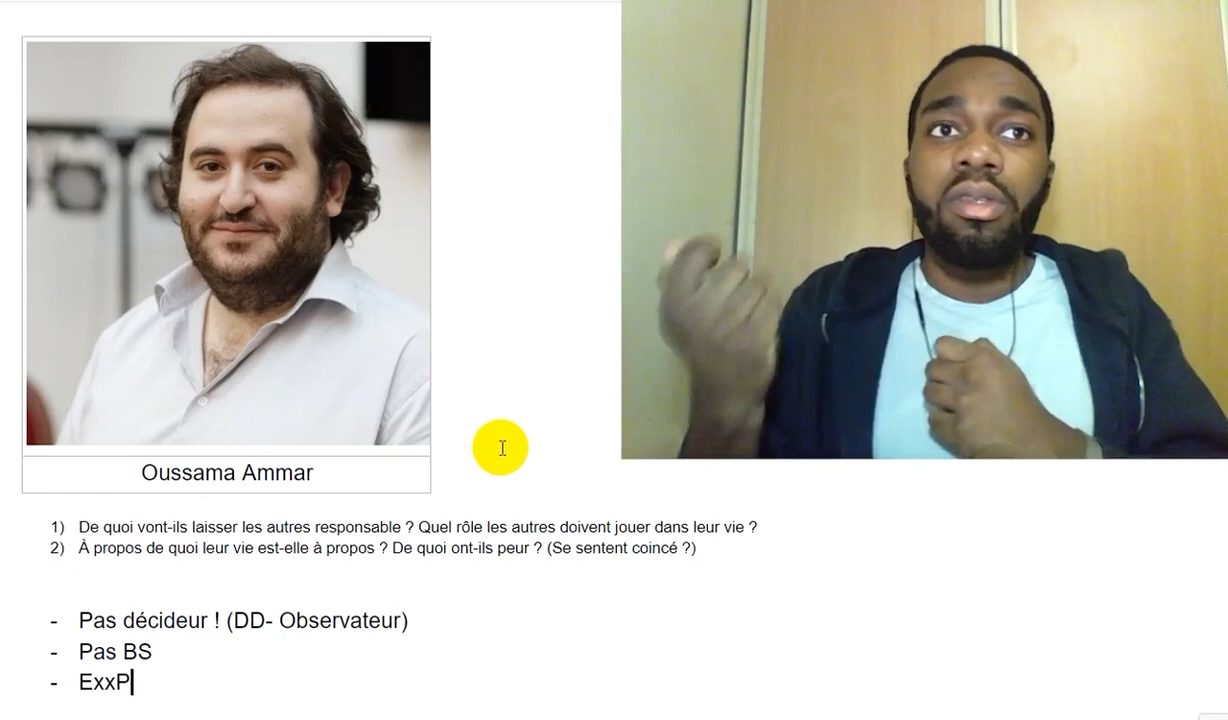 Oussama Ammar
1) De quoi vont-ils laisser les autres responsable ? Quel rôle les autres doivent jouer dans leur vie ?
2) À propos de quoi leur vie est-elle à propos ? De quoi ont-ils peur ? (Se sentent coincé ?)
- Pas décideur ! (DD- Observateur)
- Pas BS
- ExxP